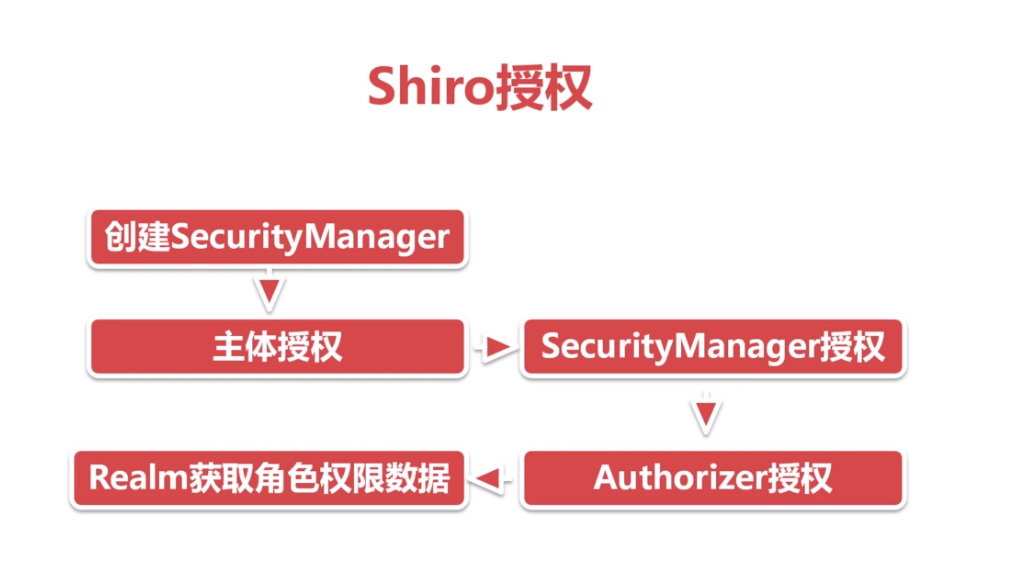 Shiro授权
创建SecurityManager
主体授权
SecurityManager授权
Authorizer授权
Realm获取角色权限数据